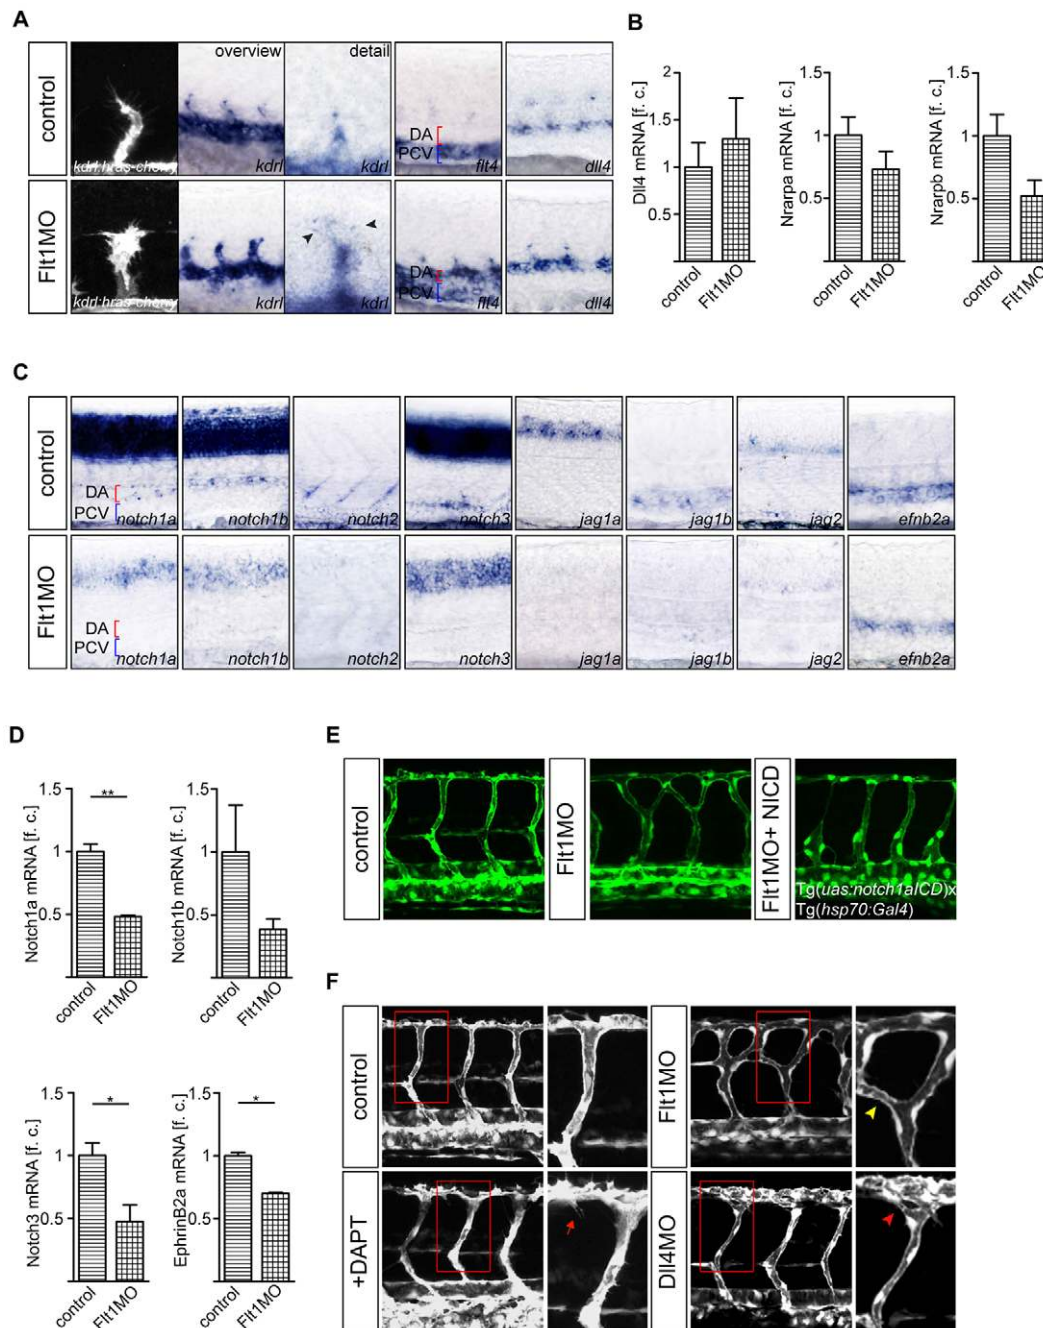 A
overview
detail
control
kdrl:hras-cherry
kdrl
kdrl
DA
PCV
flt4
dll4
Flt1MO
kdrl:hras-cherry
kdrl
kdrl
DA
PCV
flt4
dll4
B
Dll4 mRNA [f. c.]
2
1.5
1
0.5
control
Flt1MO
Nrarpa mRNA [f. c.]
1.5
1
0.5
control
Flt1MO
Nrarpb mRNA [f. c.]
1.5
1
0.5
control
Flt1MO
C
control
DA
PCV
notch1a
notch1b
notch2
notch3
jag1a
jag1b
jag2
efnb2a
Flt1MO
DA
PCV
notch1a
notch1b
notch2
notch3
jag1a
jag1b
jag2
efnb2a
D
Notch1a mRNA [f. c.]
1.5
1
0.5
**
control
Flt1MO
Notch1b mRNA [f. c.]
1.5
1
0.5
control
Flt1MO
Notch3 mRNA [f. c.]
1.5
1
0.5
*
control
Flt1MO
EphrinB2a mRNA [f. c.]
1.5
1
0.5
*
control
Flt1MO
E
control
Flt1MO
Flt1MO+ NICD
Tg(uas:notch1aICD)x
Tg(hsp70:Gal4)
F
control
Flt1MO
+DAPT
Dll4MO